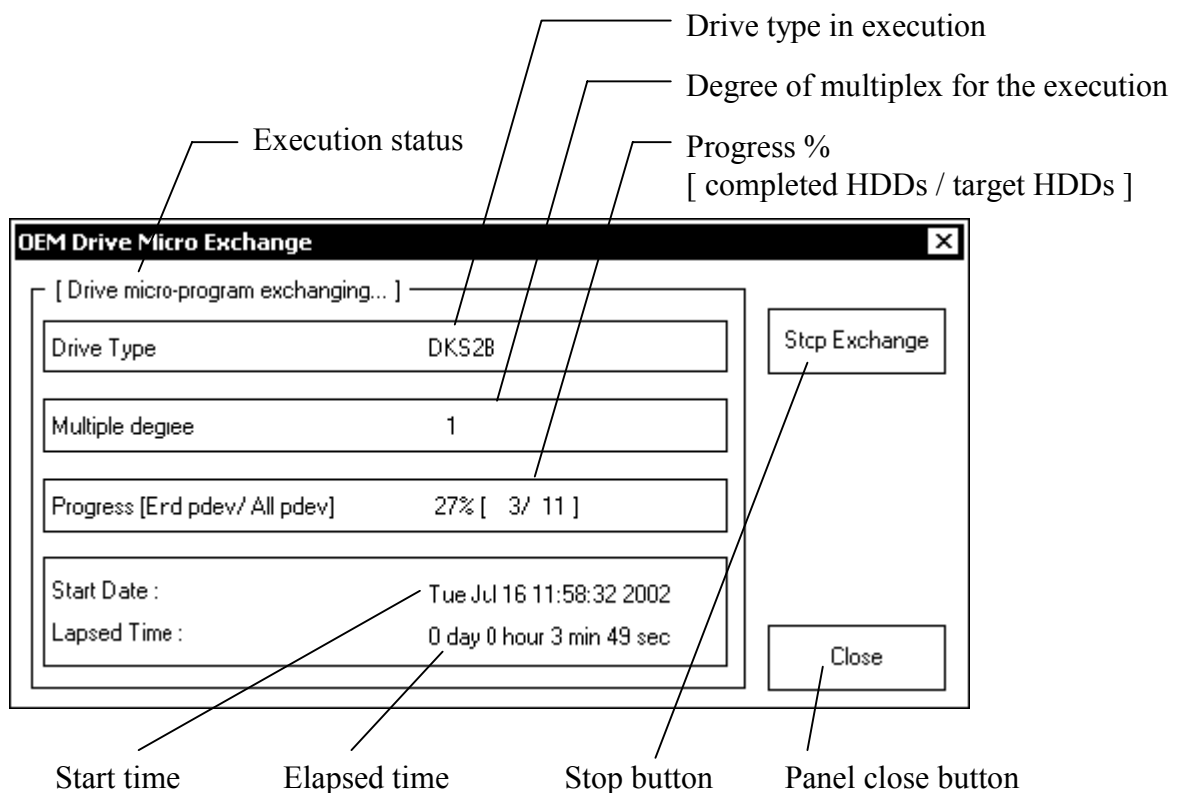 Drive type in execution
Degree of multiplex for the execution
Execution status
Progress %
[ completed HDDs / target HDDs ]
OEM Drive Micro Exchange
[ Drive micro-program exchanging... ]
Drive Type DKS2B
Stop Exchange
Multiple degree 1
Progress [End pdev/ All pdev] 27% [ 3/ 11 ]
Start Date : Tue Jul 16 11:58:32 2002
Lapsed Time : 0 day 0 hour 3 min 49 sec
Close
Start time Elapsed time Stop button Panel close button